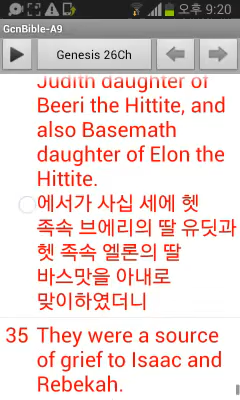 오후 9:20
GcnBible-A9
Genesis 26Ch
Judith daughter of
Beeri the Hittite, and
also Basemath
daughter of Elon the
Hittite.
에서가 사십 세에 헷
족속 브에리의 딸 유딧과
헷 족속 엘론의 딸
바스맛을 아내로
맞이하였더니
35 They were a source
of grief to Isaac and
Rebekah.